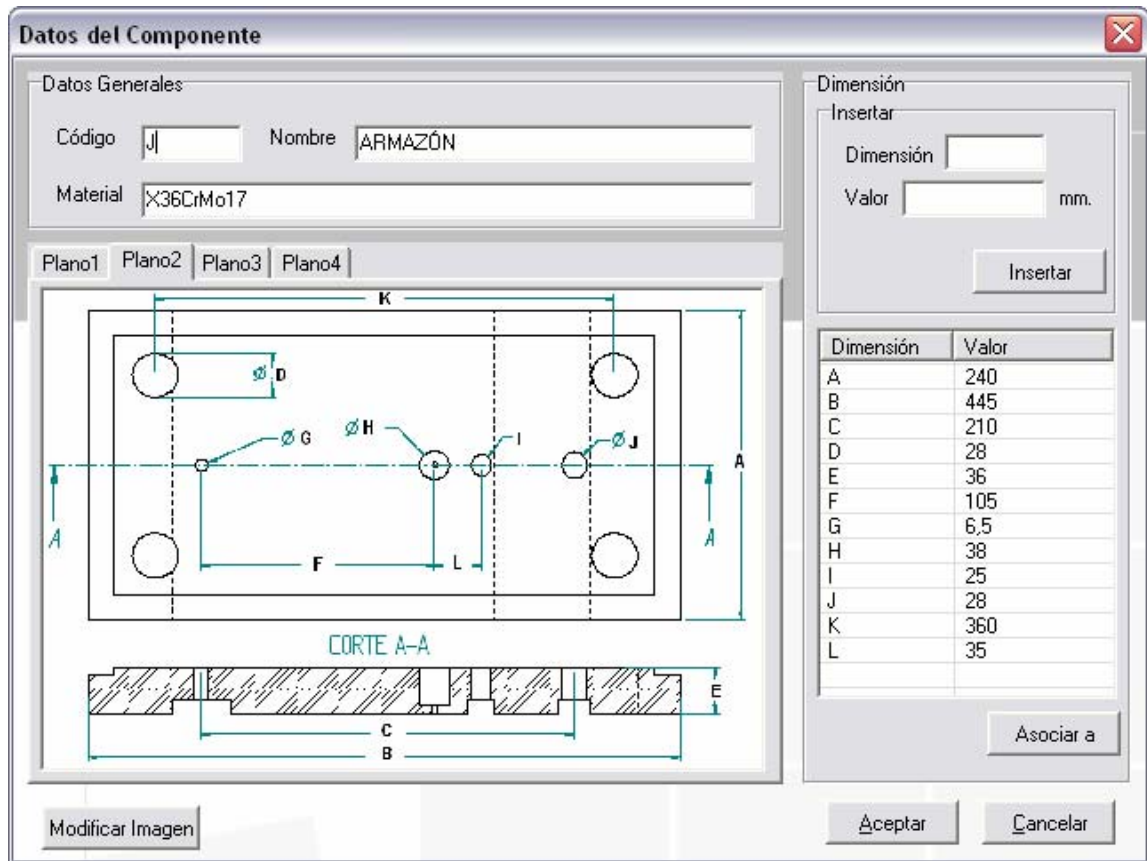 Datos del Componente
Datos Generales
Código J Nombre ARMAZÓN
Material X36CrMo17
Plano1 Plano2 Plano3 Plano4
K
Ø D
Ø G Ø H I Ø J
A
A A
F L
CORTE A-A
E
C
B
Modificar Imagen
Dimensión
Insertar
Dimensión
Valor mm.
Insertar
Dimensión Valor
A 240
B 445
C 210
D 28
E 36
F 105
G 6,5
H 38
I 25
J 28
K 360
L 35
Asociar a
Aceptar Cancelar